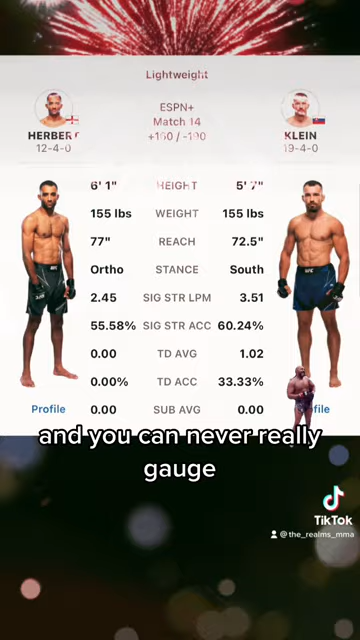 Lightweight
ESPN+
Match 14
HERBER
KLEIN
12-4-0
19-4-0
6' 1" HEIGHT 5' 7"
155 lbs WEIGHT 155 lbs
77" REACH 72.5"
Ortho STANCE South
2.45 SIG STR LPM 3.51
55.58% SIG STR ACC 60.24%
0.00 TD AVG 1.02
0.00% TD ACC 33.33%
Profile 0.00 SUB AVG 0.00 file
and you can never really
gauge
TikTok
@the_realms_mma